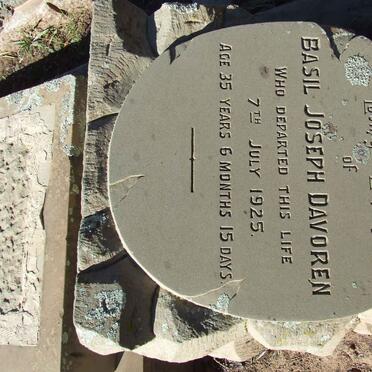 OF
BASIL JOSEPH DAVOREN
WHO DEPARTED THIS LIFE
7TH JULY 1925.
AGE 35 YEARS 6 MONTHS 15 DAYS